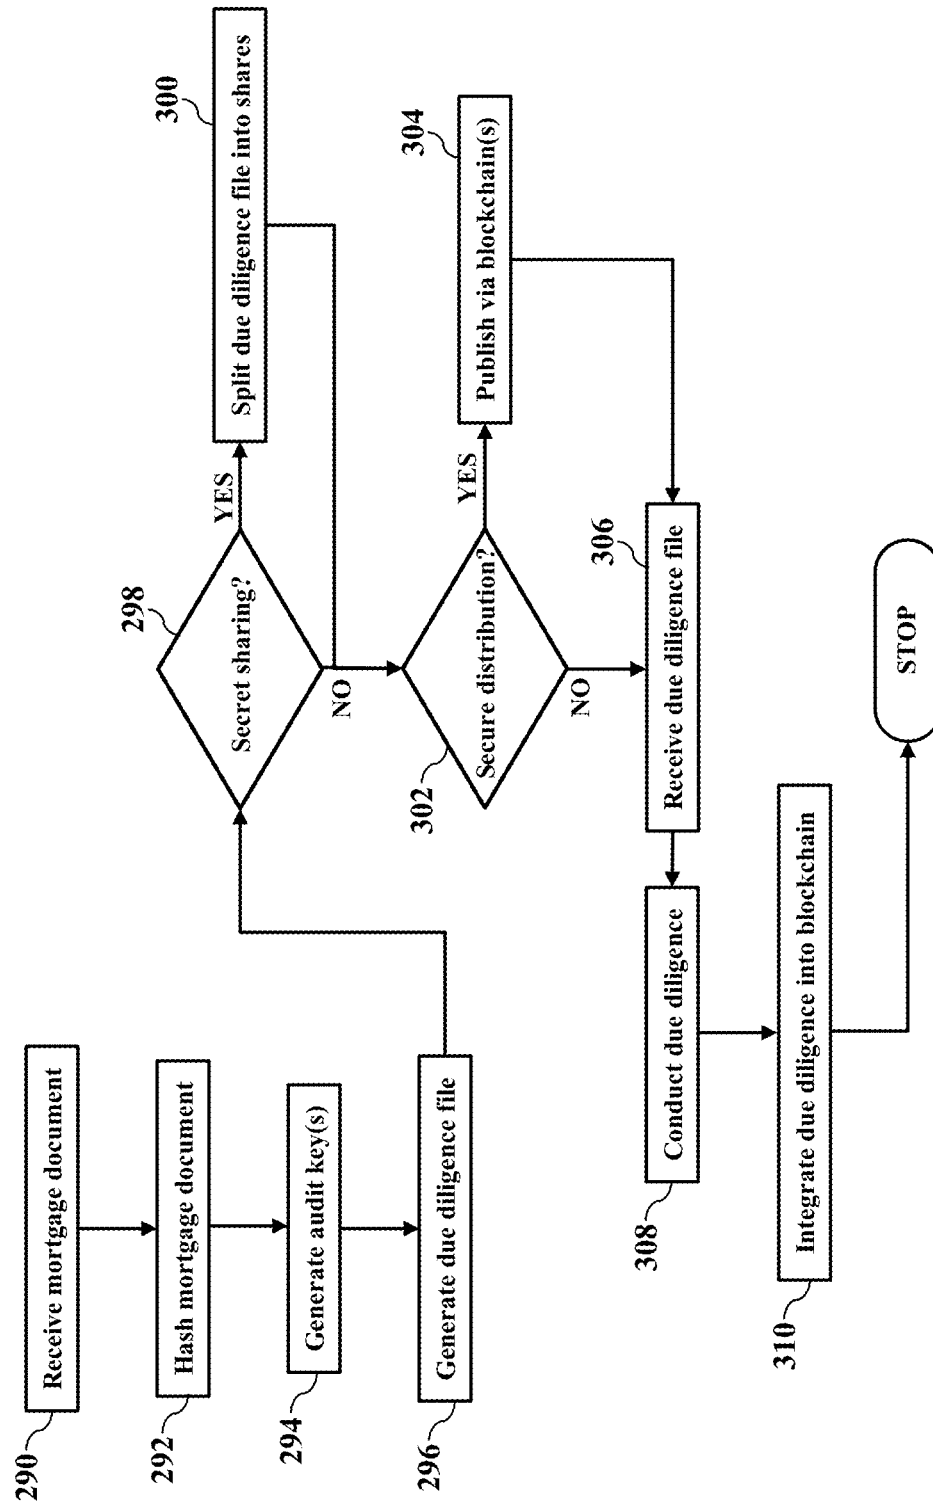 290
Receive mortgage document
292
Hash mortgage document
294
Generate audit key(s)
296
Generate due diligence file
298
Secret sharing?
YES
300
Split due diligence file into shares
NO
302
Secure distribution?
YES
304
Publish via blockchain(s)
NO
306
Receive due diligence file
308
Conduct due diligence
310
Integrate due diligence into blockchain
STOP